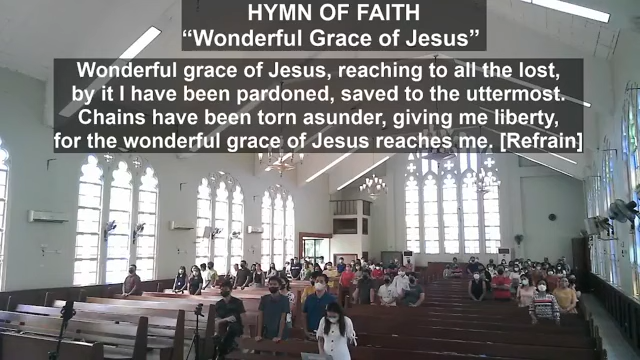 HYMN OF FAITH
“Wonderful Grace of Jesus”
Wonderful grace of Jesus, reaching to all the lost,
by it I have been pardoned, saved to the uttermost.
Chains have been torn asunder, giving me liberty,
for the wonderful grace of Jesus reaches me. [Refrain]